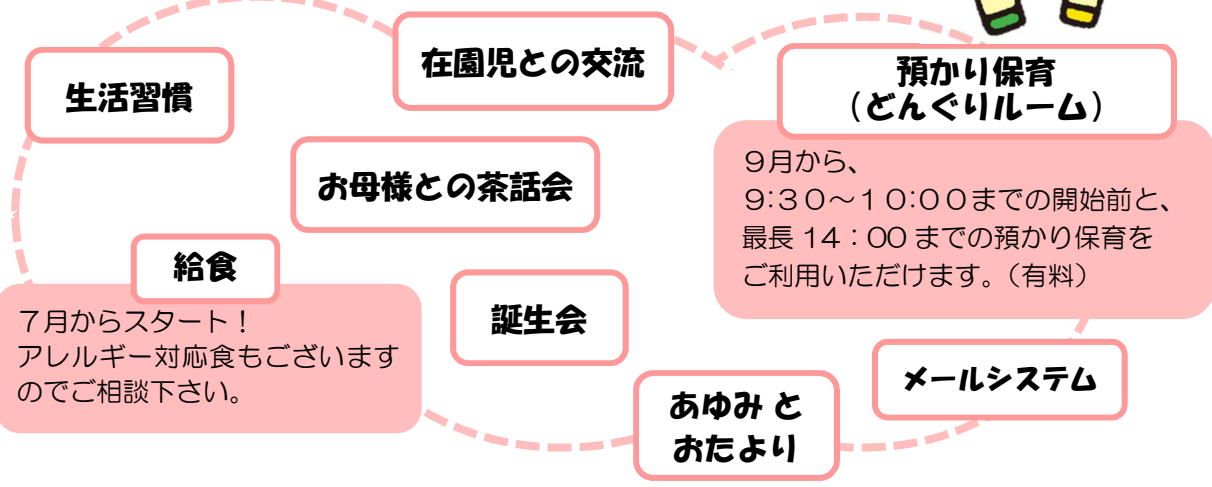 在園児との交流
生活習慣
預かり保育
（どんぐりルーム）
９月から、
９:３０～１０:００までの開始前と、
最長 14：00 までの預かり保育を
ご利用いただけます。（有料）
お母様との茶話会
給食
７月からスタート！
アレルギー対応食もございます
のでご相談下さい。
誕生会
メールシステム
あゆみ と
おたより